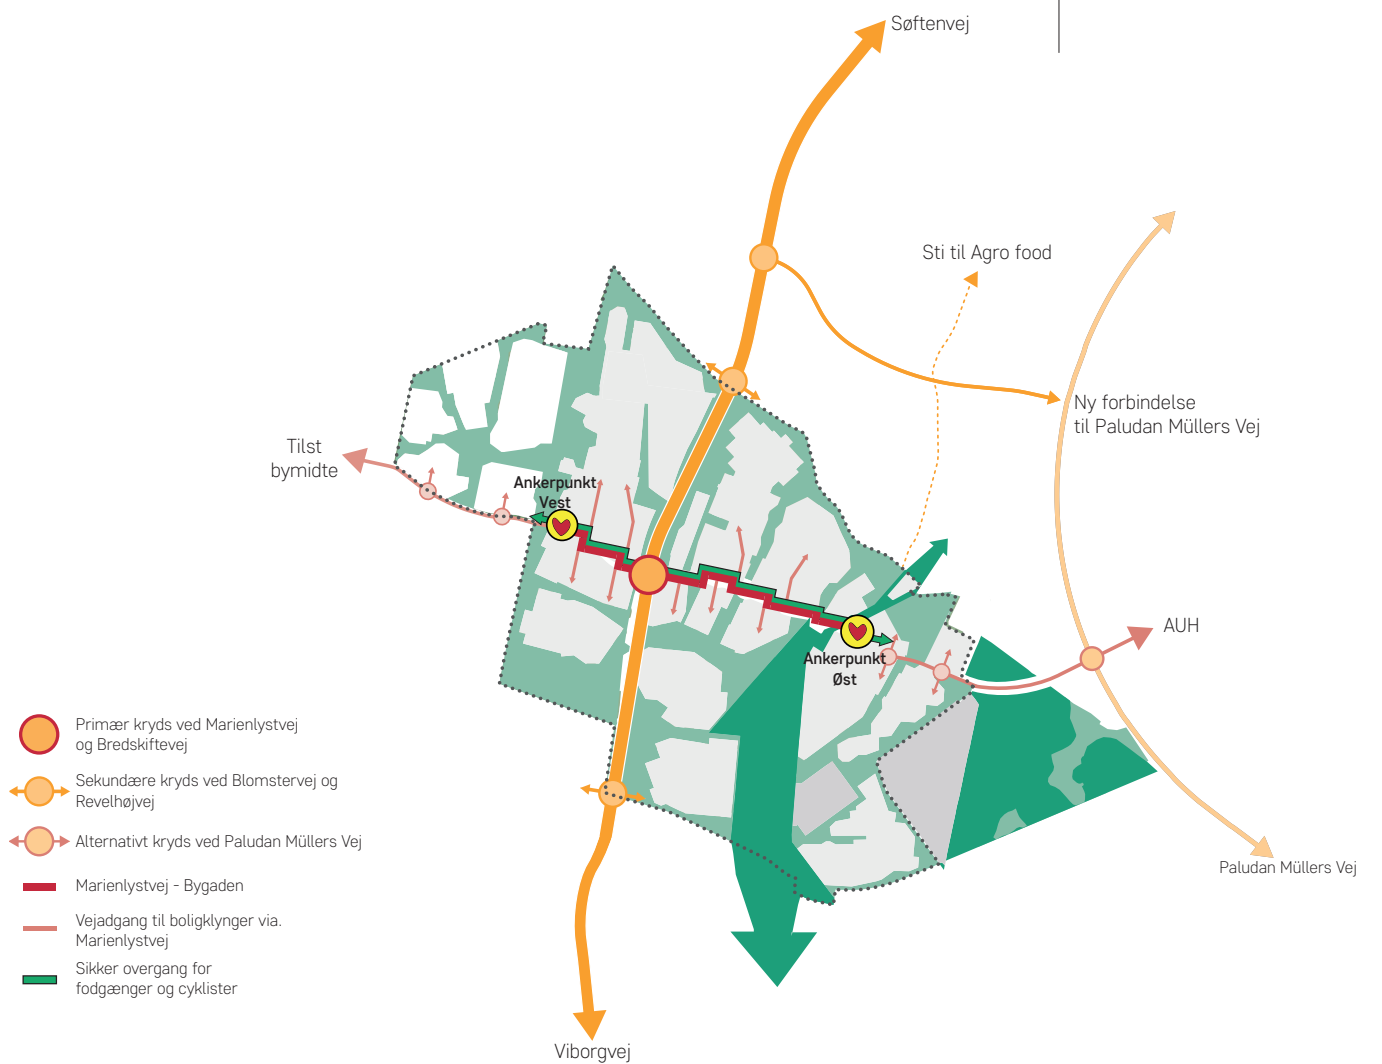 Søftenvej
Sti til Agro food
Ny forbindelse
til Paludan Müllers Vej
Tilst
bymidte
Ankerpunkt
Vest
AUH
Ankerpunkt
Øst
Primær kryds ved Marienlystvej
og Bredskiftevej
Sekundære kryds ved Blomstervej og
Revelhøjvej
Alternativt kryds ved Paludan Müllers Vej
Marienlystvej - Bygaden
Vejadgang til boligklynger via.
Marienlystvej
Sikker overgang for
fodgænger og cyklister
Paludan Müllers Vej
Viborgvej